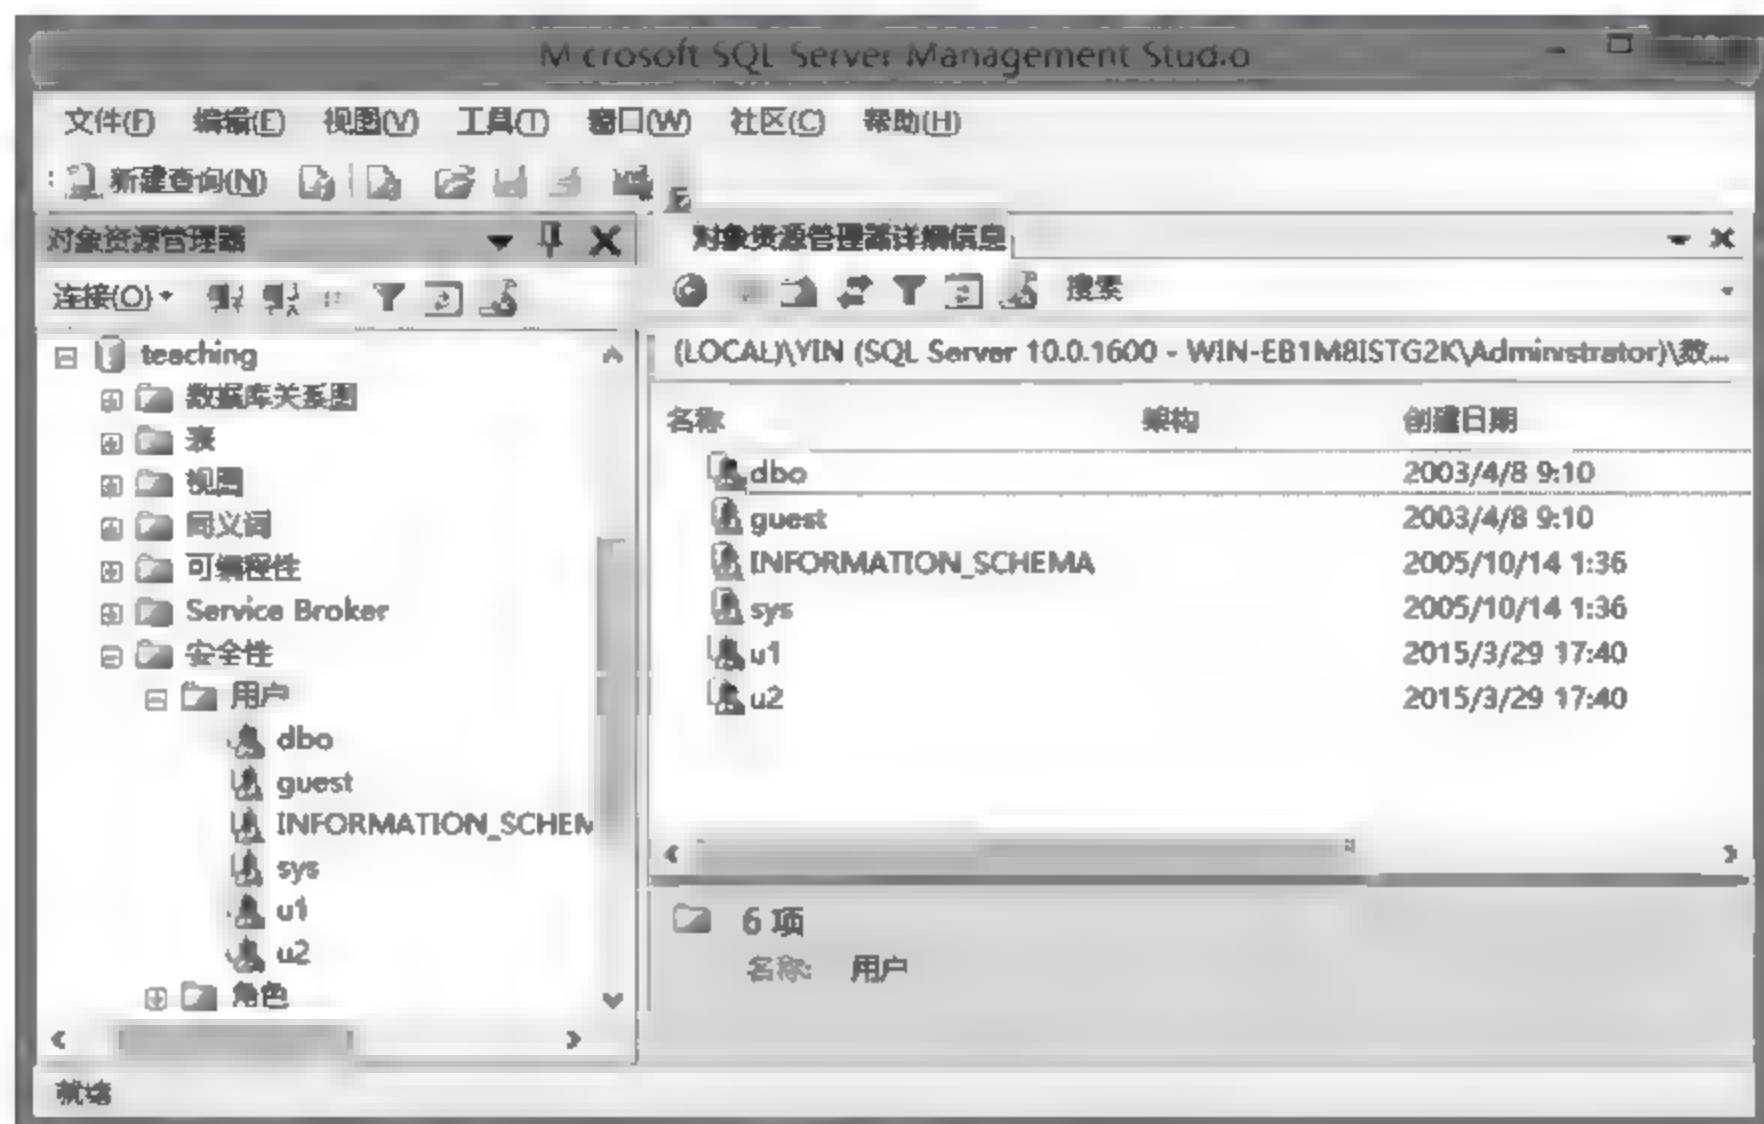 Microsoft SQL Server Management Studio
文件(F) 编辑(E) 视图(V) 工具(T) 窗口(W) 社区(C) 帮助(H)
新建查询(N)
对象资源管理器
连接(O)
teaching
数据库关系图
表
视图
同义词
可编程性
Service Broker
安全性
用户
dbo
guest
INFORMATION_SCHEM
sys
u1
u2
角色
对象资源管理器详细信息
搜索
(LOCAL)\YIN (SQL Server 10.0.1600 - WIN-EB1M8ISTG2K\Administrator)\数...
名称 架构 创建日期
dbo 2003/4/8 9:10
guest 2003/4/8 9:10
INFORMATION_SCHEMA 2005/10/14 1:36
sys 2005/10/14 1:36
u1 2015/3/29 17:40
u2 2015/3/29 17:40
6 项
名称: 用户
就绪